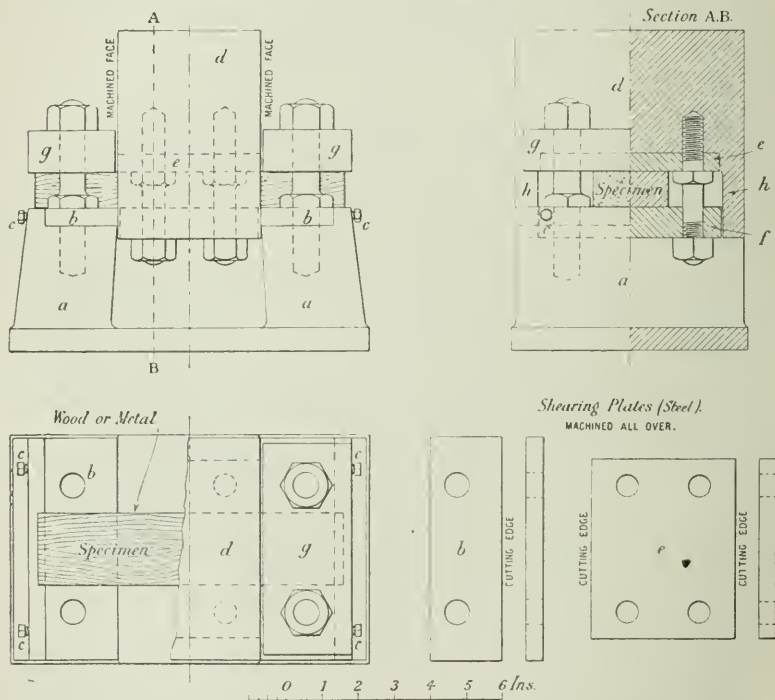 A
Section A.B.
MACHINED FACE
d
MACHINED FACE
d
g
e
g
g
e
h
Specimen
h
c
b
b
c
f
a
a
a
B
Wood or Metal
Shearing Plates (Steel).
MACHINED ALL OVER.
c
b
c
Specimen
d
g
b
CUTTING EDGE
CUTTING EDGE
e
CUTTING EDGE
c
c
0 1 2 3 4 5 6 Ins.